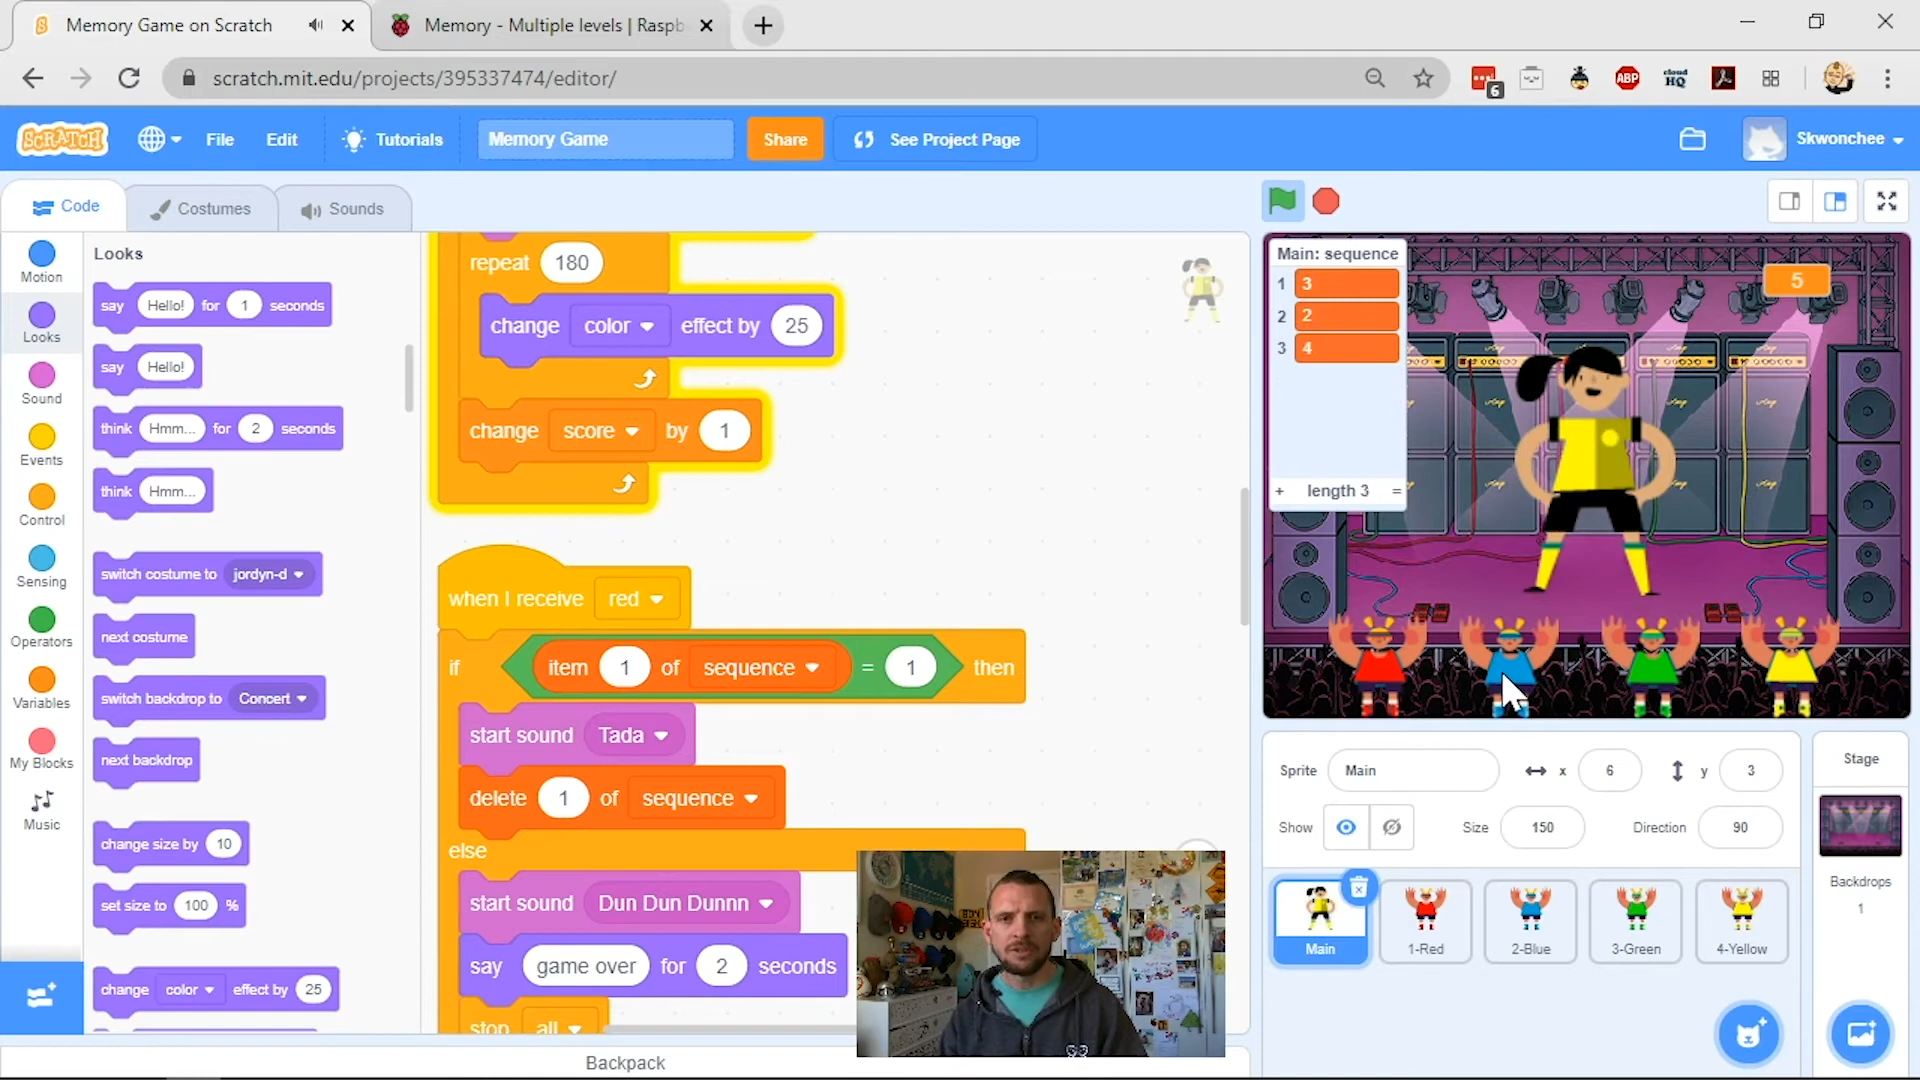 Memory Game on Scratch
Memory - Multiple levels | Raspb
scratch.mit.edu/projects/395337474/editor/
6
ABP
cloud HQ
SCRATCH
File
Edit
Tutorials
Memory Game
Share
See Project Page
Skwonchee
Code
Costumes
Sounds
Motion
Looks
Sound
Events
Control
Sensing
Operators
Variables
My Blocks
Music
Looks
say Hello! for 1 seconds
say Hello!
think Hmm... for 2 seconds
think Hmm...
switch costume to jordyn-d
next costume
switch backdrop to Concert
next backdrop
change size by 10
set size to 100 %
change color effect by 25
repeat 180
change color effect by 25
change score by 1
when I receive red
if item 1 of sequence = 1 then
start sound Tada
delete 1 of sequence
else
start sound Dun Dun Dunnn
say game over for 2 seconds
stop all
Backpack
Main: sequence
1 3
2 2
3 4
+ length 3 =
5
Sprite Main x 6 y 3
Show Size 150 Direction 90
Main
1-Red
2-Blue
3-Green
4-Yellow
Stage
Backdrops
1